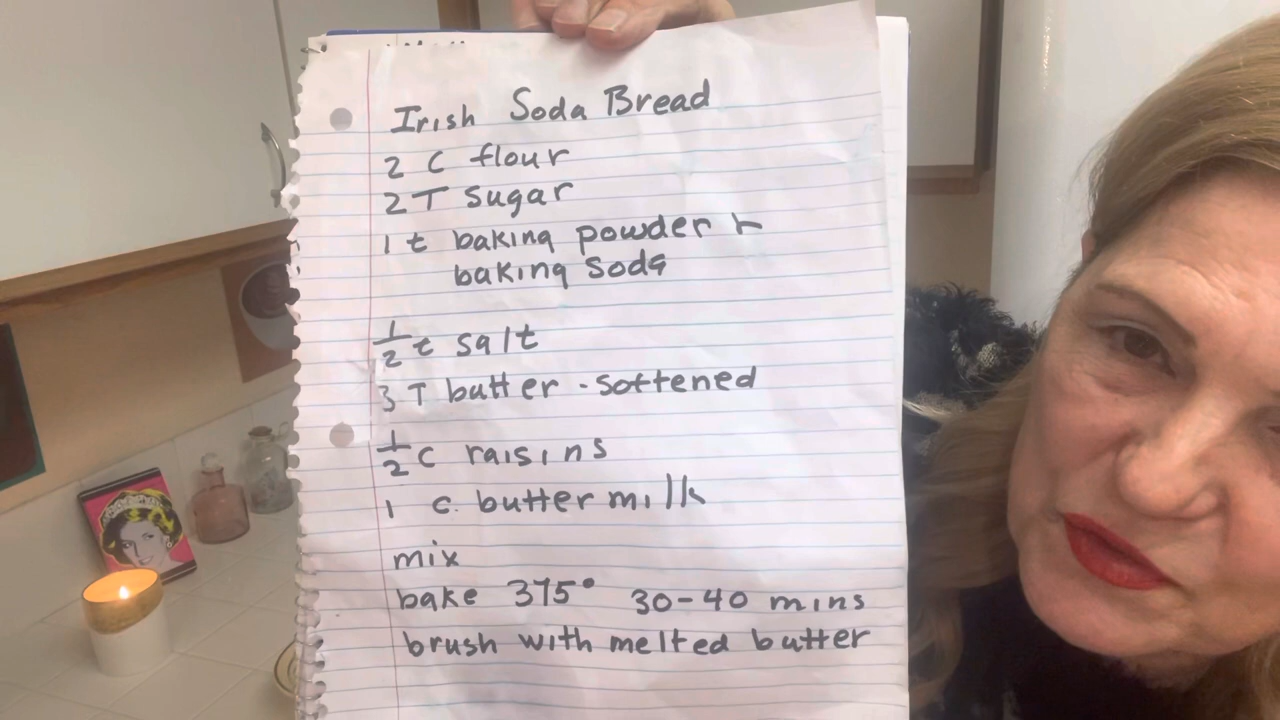 Irish Soda Bread
2 C flour
2 T sugar
1 t baking powder +
baking soda
1/2 t salt
3 T butter - softened
1/2 C raisins
1 C. buttermilk
mix
bake 375° 30-40 mins
brush with melted butter